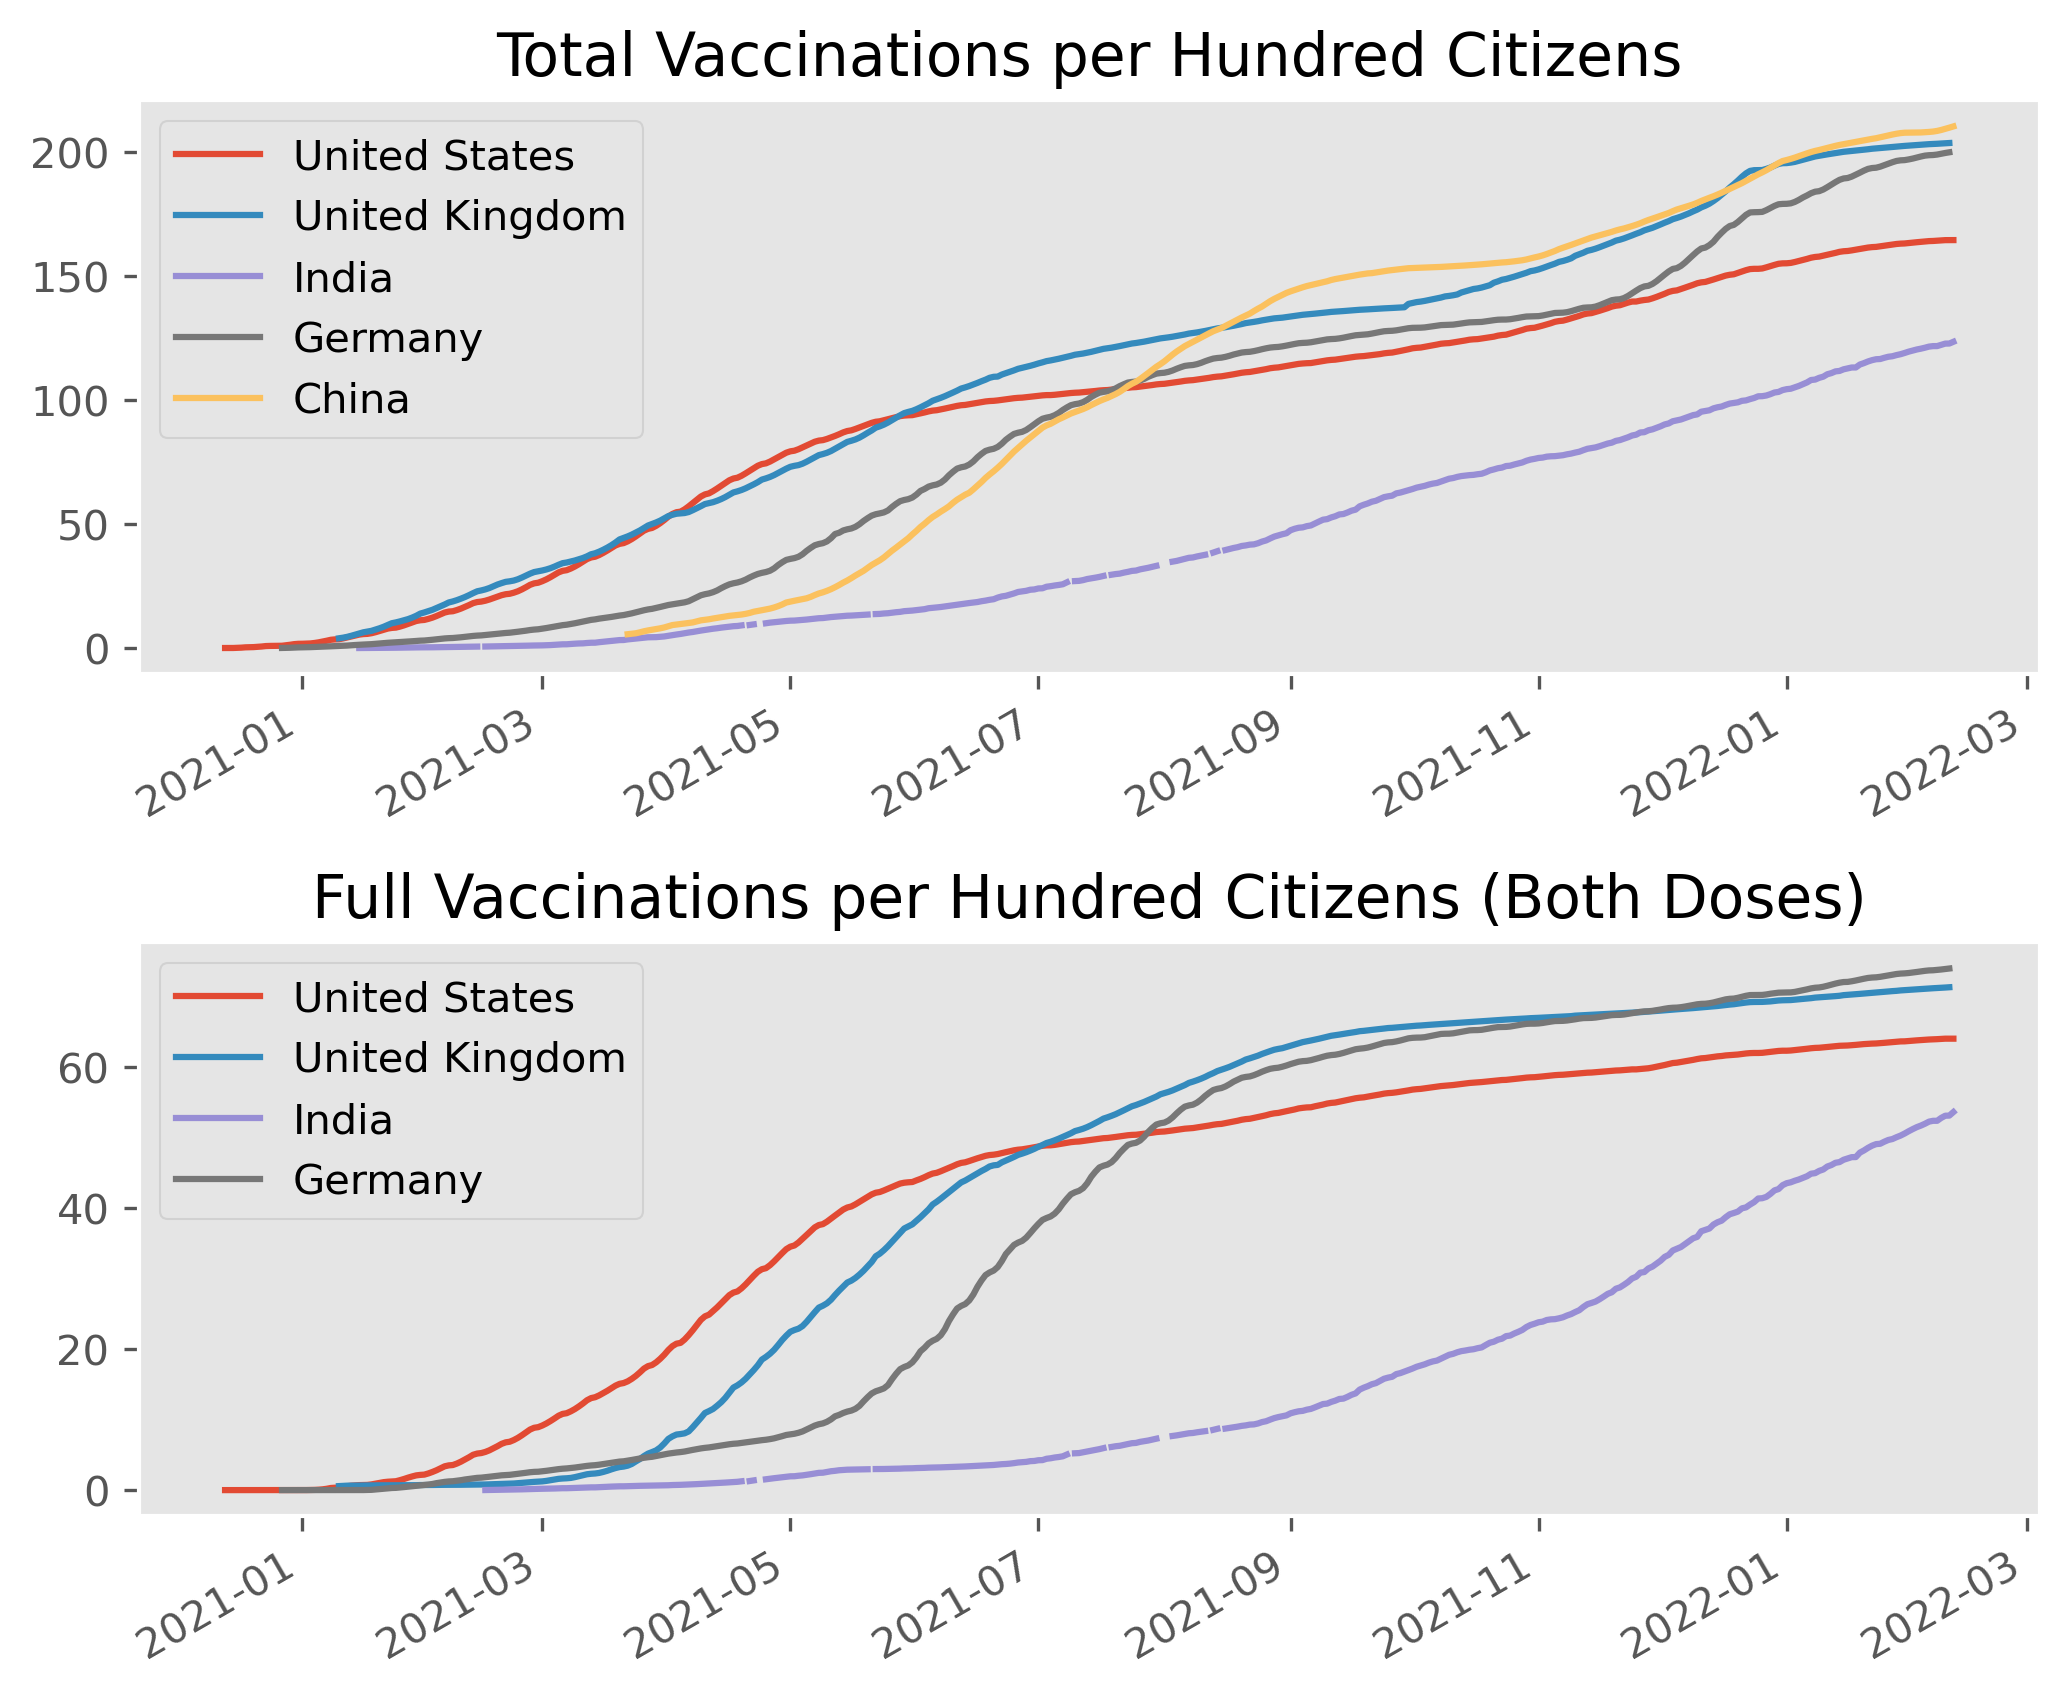 Total Vaccinations per Hundred Citizens
United States
United Kingdom
India
Germany
China
200
150
100
50
0
2021-01
2021-03
2021-05
2021-07
2021-09
2021-11
2022-01
2022-03
Full Vaccinations per Hundred Citizens (Both Doses)
United States
United Kingdom
India
Germany
60
40
20
0
2021-01
2021-03
2021-05
2021-07
2021-09
2021-11
2022-01
2022-03